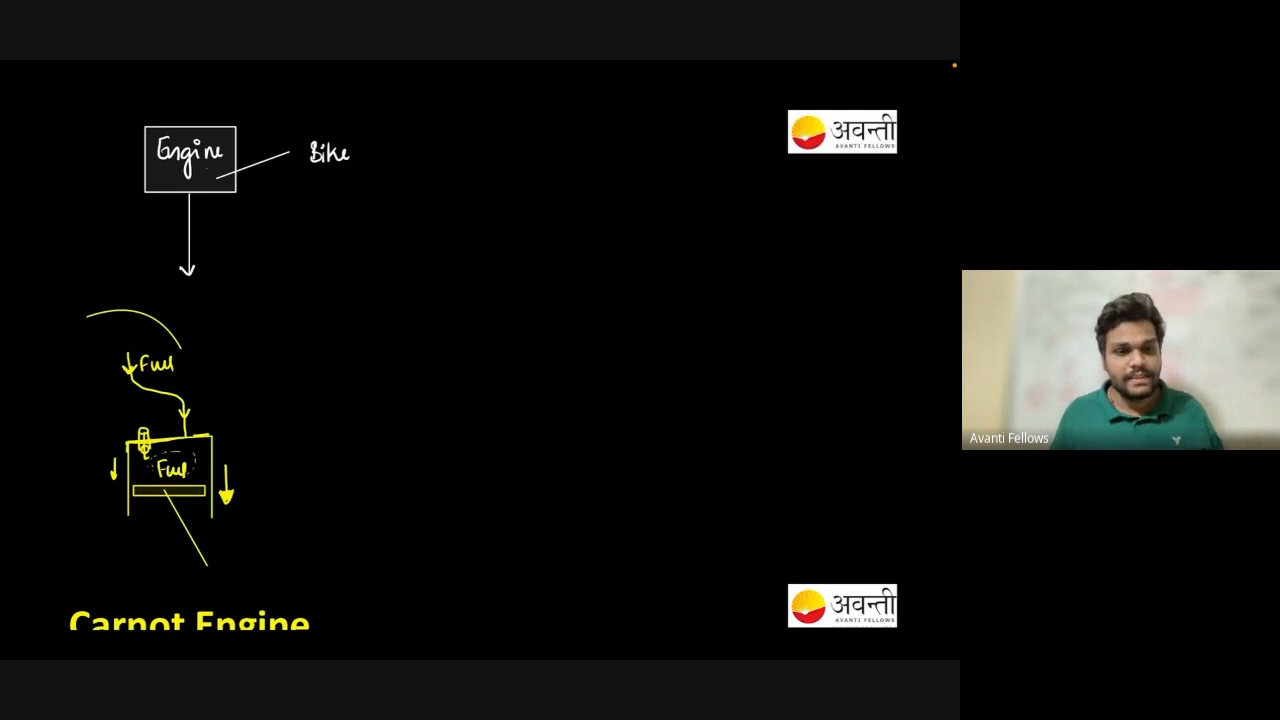 अवन्ती
AVANTI FELLOWS
Engine
Bike
Fuel
Fuel
Avanti Fellows
अवन्ती
AVANTI FELLOWS
Carnot Engine